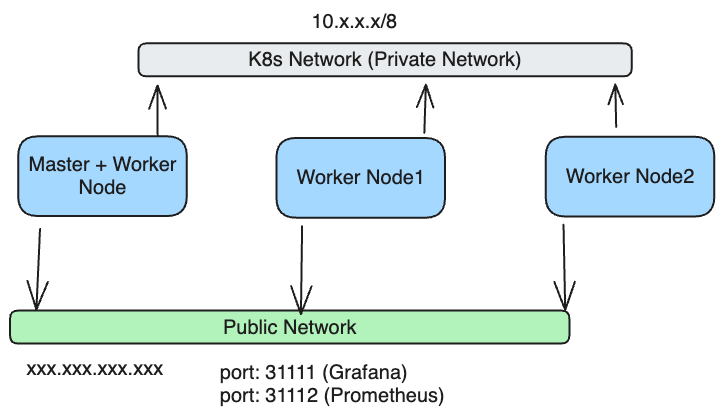 10.x.x.x/8
K8s Network (Private Network)
Master + Worker
Node
Worker Node1
Worker Node2
Public Network
xxx.xxx.xxx.xxx
port: 31111 (Grafana)
port: 31112 (Prometheus)